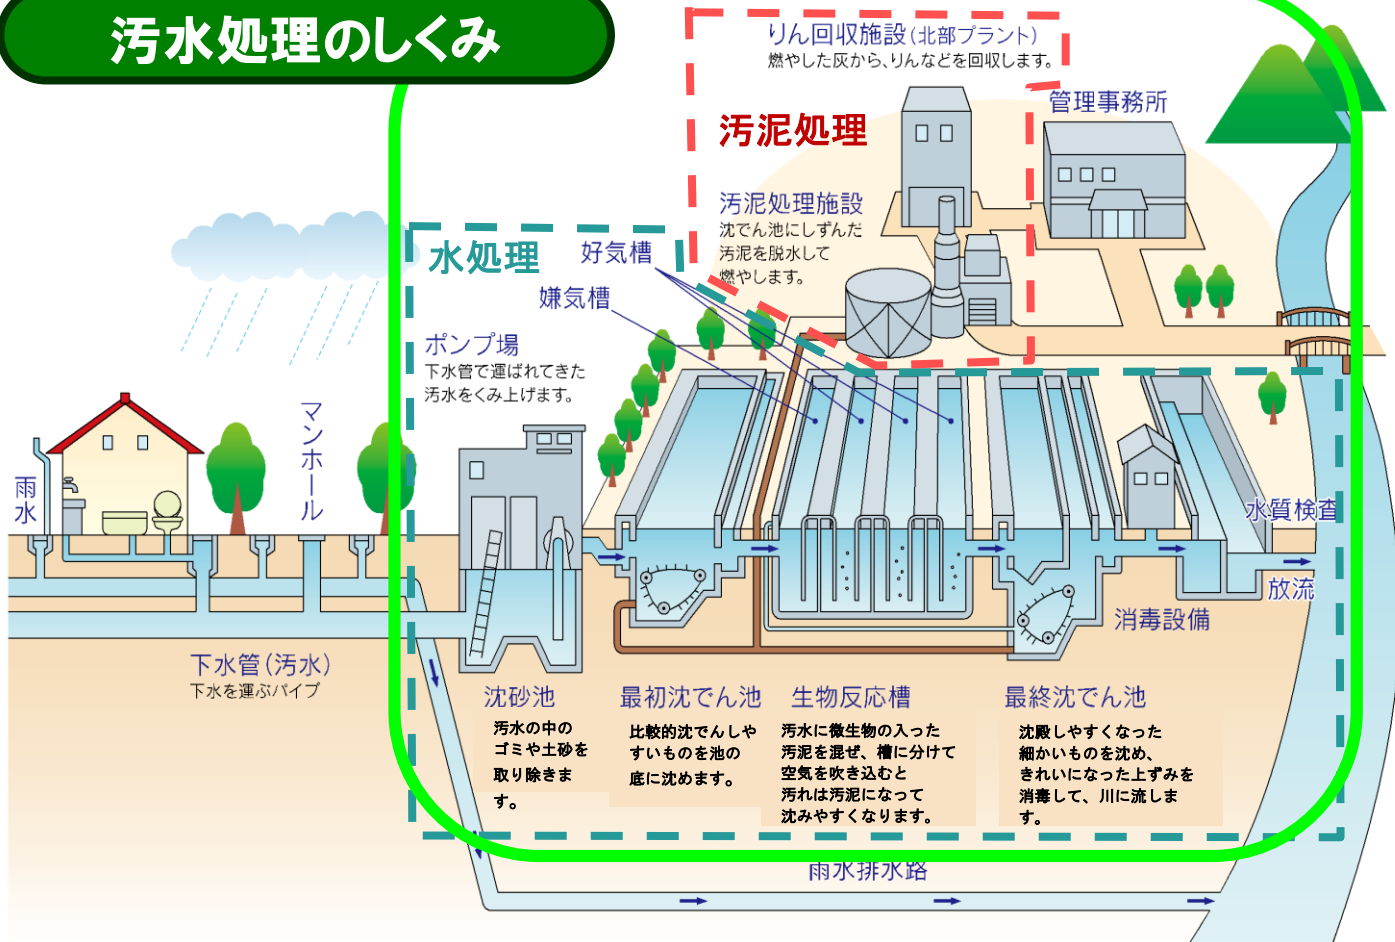 汚水処理のしくみ
りん回収施設(北部プラント)
燃やした灰から、りんなどを回収します。
管理事務所
汚泥処理
汚泥処理施設
沈でん池にしずんだ
汚泥を脱水して
燃やします。
水処理
好気槽
嫌気槽
ポンプ場
下水管で運ばれてきた
汚水をくみ上げます。
マンホール
雨水
水質検査
放流
消毒設備
下水管(汚水)
下水を運ぶパイプ
沈砂池
汚水の中の
ゴミや土砂を
取り除きま
す。
最初沈でん池
比較的沈でんしや
すいものを池の
底に沈めます。
生物反応槽
汚水に微生物の入った
汚泥を混ぜ、槽に分けて
空気を吹き込むと
汚れは汚泥になって
沈みやすくなります。
最終沈でん池
沈殿しやすくなった
細かいものを沈め、
きれいになった上ずみを
消毒して、川に流しま
す。
雨水排水路